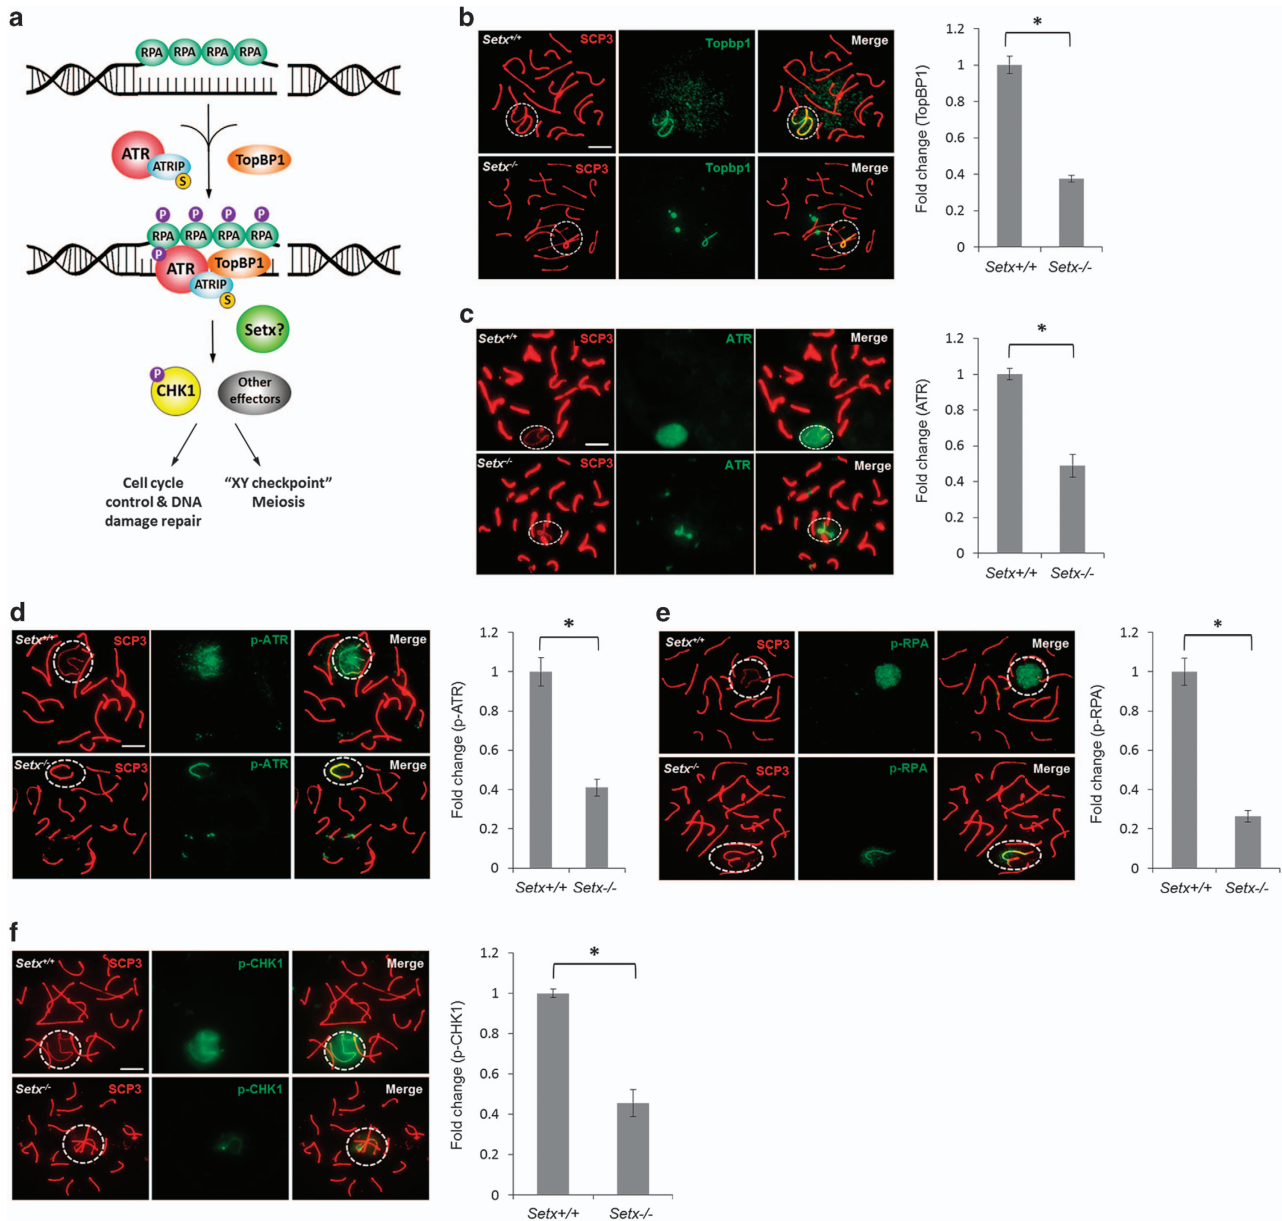 a
RPA RPA RPA RPA
ATR
ATRIP
S
TopBP1
P P P P
RPA RPA RPA RPA
P
ATR
TopBP1
ATRIP
S
Setx?
P
CHK1
Other
effectors
Cell cycle
control & DNA
damage repair
“XY checkpoint”
Meiosis
b
Setx+/+ SCP3 Topbp1 Merge
Setx-/- SCP3 Topbp1 Merge
Fold change (TopBP1)
1.2
1
0.8
0.6
0.4
0.2
0
*
Setx+/+ Setx-/-
c
Setx+/+ SCP3 ATR Merge
Setx-/- SCP3 ATR Merge
Fold change (ATR)
1.2
1
0.8
0.6
0.4
0.2
0
*
Setx+/+ Setx-/-
d
Setx+/+ SCP3 p-ATR Merge
Setx-/- SCP3 p-ATR Merge
Fold change (p-ATR)
1.2
1
0.8
0.6
0.4
0.2
0
*
Setx+/+ Setx-/-
e
Setx+/+ SCP3 p-RPA Merge
Setx-/- SCP3 p-RPA Merge
Fold change (p-RPA)
1.2
1
0.8
0.6
0.4
0.2
0
*
Setx+/+ Setx-/-
f
Setx+/+ SCP3 p-CHK1 Merge
Setx-/- SCP3 p-CHK1 Merge
Fold change (p-CHK1)
1.2
1
0.8
0.6
0.4
0.2
0
*
Setx+/+ Setx-/-